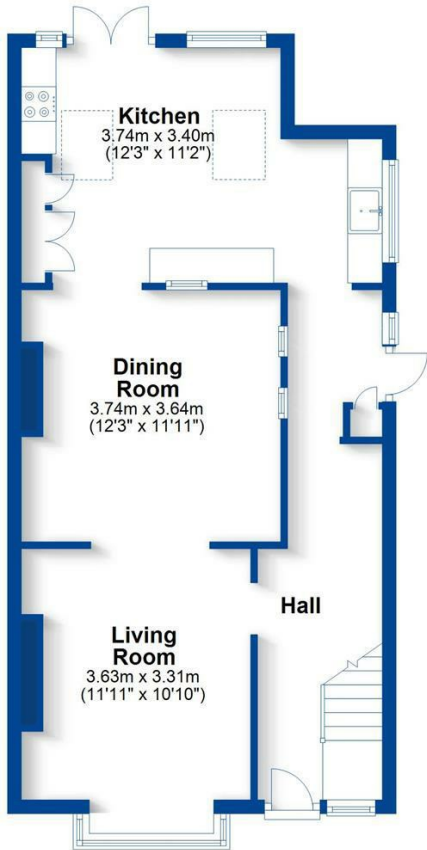 Kitchen
3.74m x 3.40m
(12'3" x 11'2")
Dining
Room
3.74m x 3.64m
(12'3" x 11'11")
Hall
Living
Room
3.63m x 3.31m
(11'11" x 10'10")